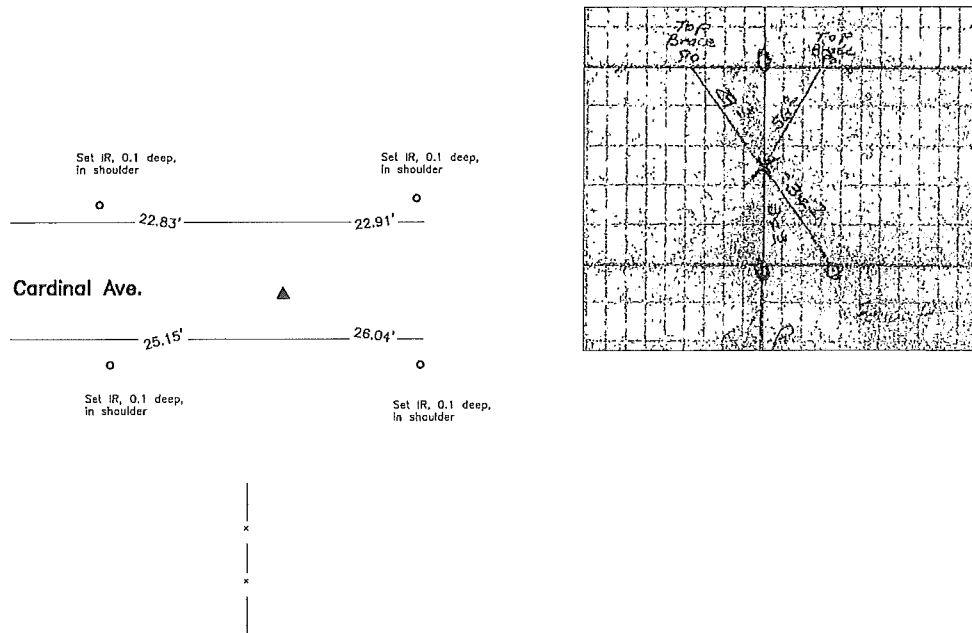 Top
Brace
Po
Top
Brace
Set IR, 0.1 deep,
in shoulder
Set IR, 0.1 deep,
in shoulder
22.83'
22.91'
Cardinal Ave.
25.15'
26.04'
Set IR, 0.1 deep,
in shoulder
Set IR, 0.1 deep,
in shoulder